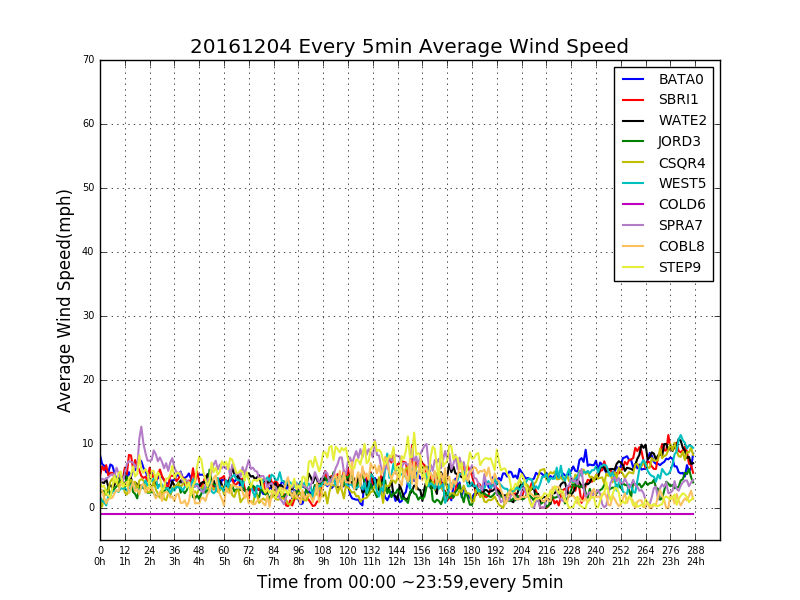 20161204 Every 5min Average Wind Speed
70
60
50
40
30
20
10
0
Average Wind Speed(mph)
BATA0
SBRI1
WATE2
JORD3
CSQR4
WEST5
COLD6
SPRA7
COBL8
STEP9
0 12 24 36 48 60 72 84 96 108 120 132 144 156 168 180 192 204 216 228 240 252 264 276 288
0h 1h 2h 3h 4h 5h 6h 7h 8h 9h 10h 11h 12h 13h 14h 15h 16h 17h 18h 19h 20h 21h 22h 23h 24h
Time from 00:00 ~23:59,every 5min